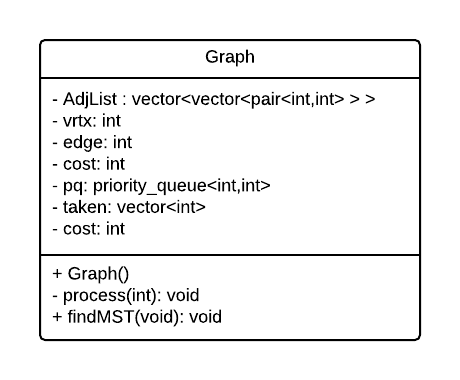 Graph
- AdjList : vector<vector<pair<int,int> > >
- vrtx: int
- edge: int
- cost: int
- pq: priority_queue<int,int>
- taken: vector<int>
- cost: int
+ Graph()
- process(int): void
+ findMST(void): void